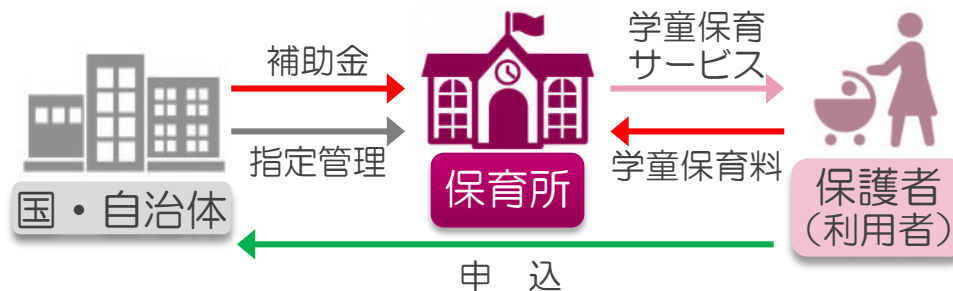 補助金
指定管理
国・自治体
保育所
学童保育
サービス
学童保育料
保護者
（利用者）
申　込